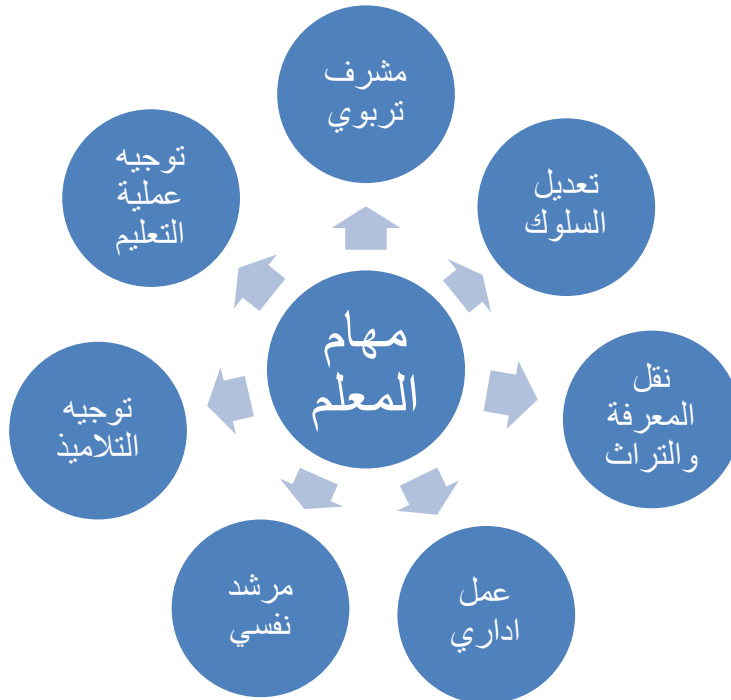 مشرف
تربوي
تعديل
السلوك
نقل
المعرفة
والتراث
عمل
اداري
مرشد
نفسي
توجيه
التلاميذ
توجيه
عملية
التعليم
مهام
المعلم